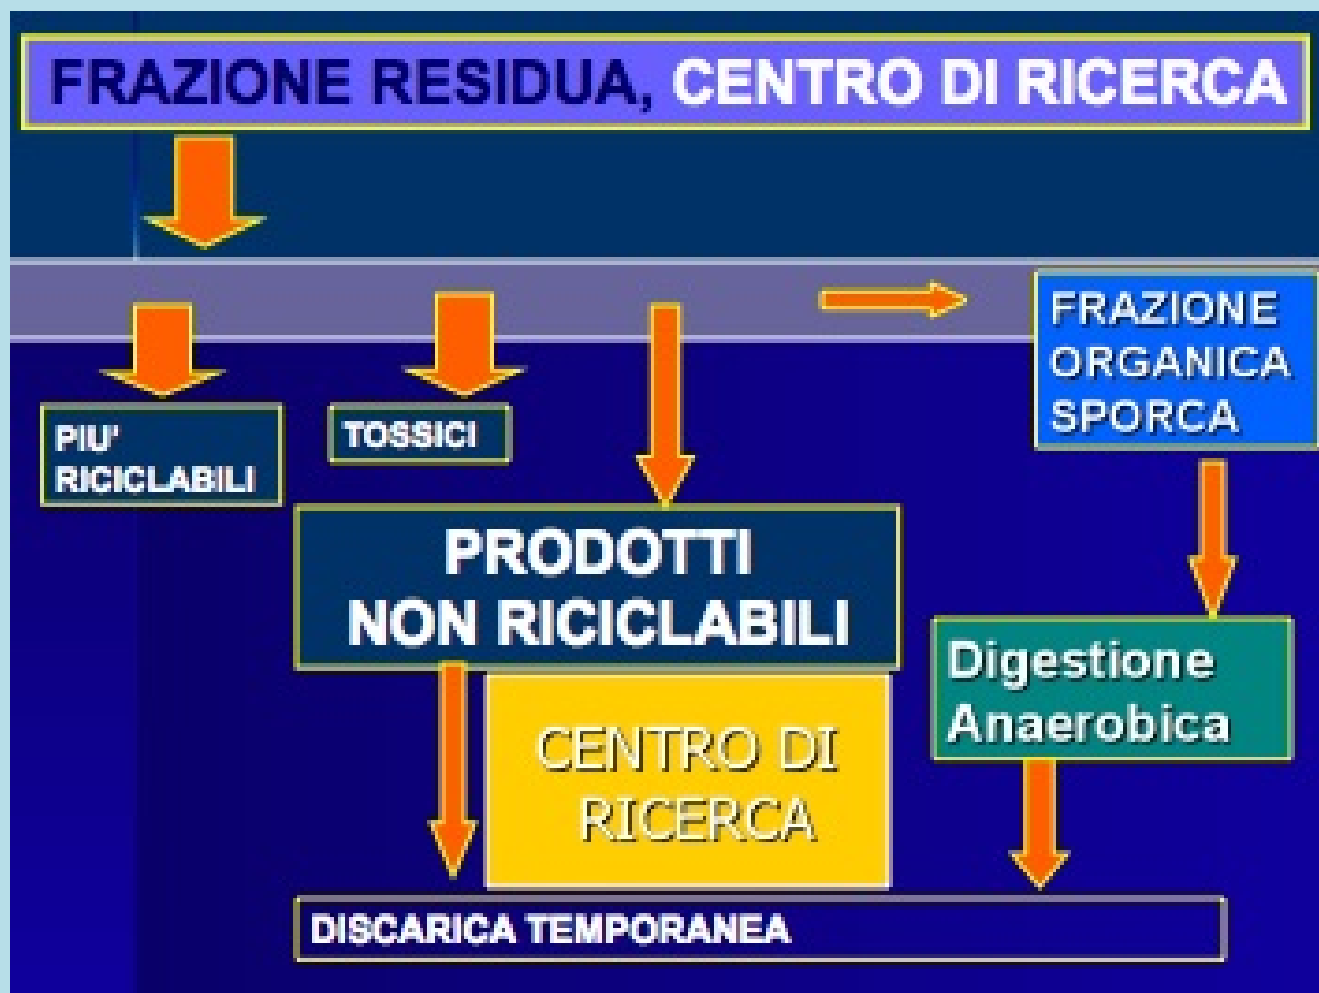 FRAZIONE RESIDUA, CENTRO DI RICERCA
PIU'
RICICLABILI
TOSSICI
FRAZIONE
ORGANICA
SPORCA
PRODOTTI
NON RICICLABILI
Digestione
Anaerobica
CENTRO DI
RICERCA
DISCARICA TEMPORANEA